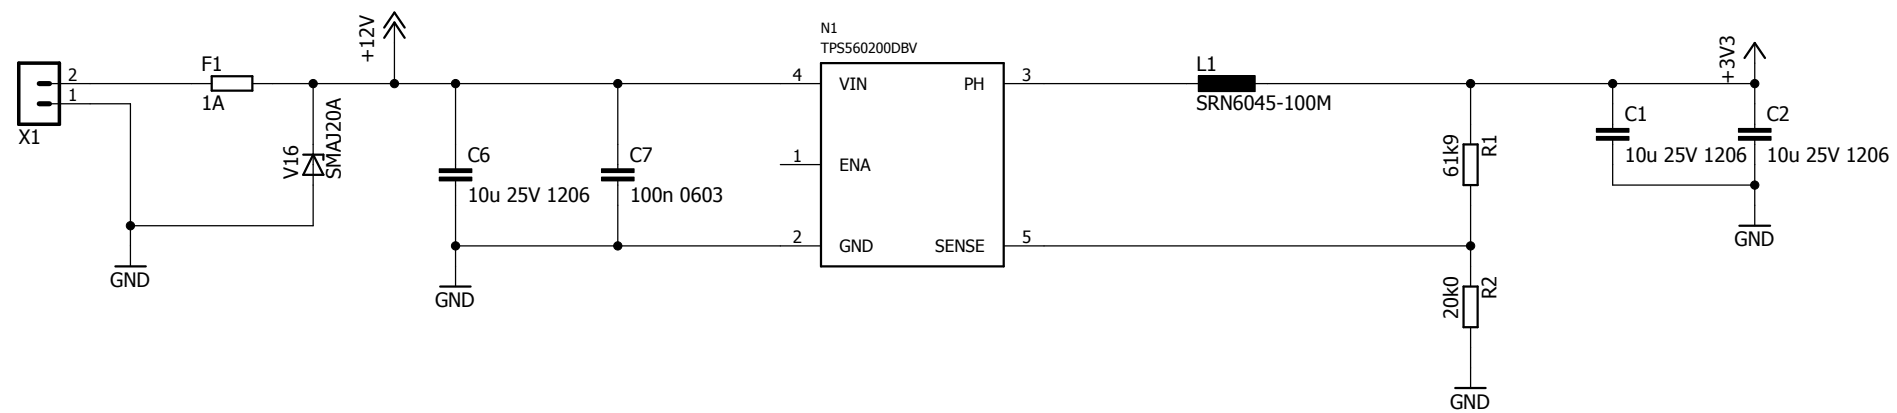 +12V
N1
TPS560200DBV
+3V3
2
1
X1
F1
1A
V16
SMAJ20A
GND
C6
10u 25V 1206
C7
100n 0603
GND
4
VIN
PH
3
1
ENA
2
GND
SENSE
5
L1
SRN6045-100M
61k9
R1
20k0
R2
GND
C1
10u 25V 1206
C2
10u 25V 1206
GND